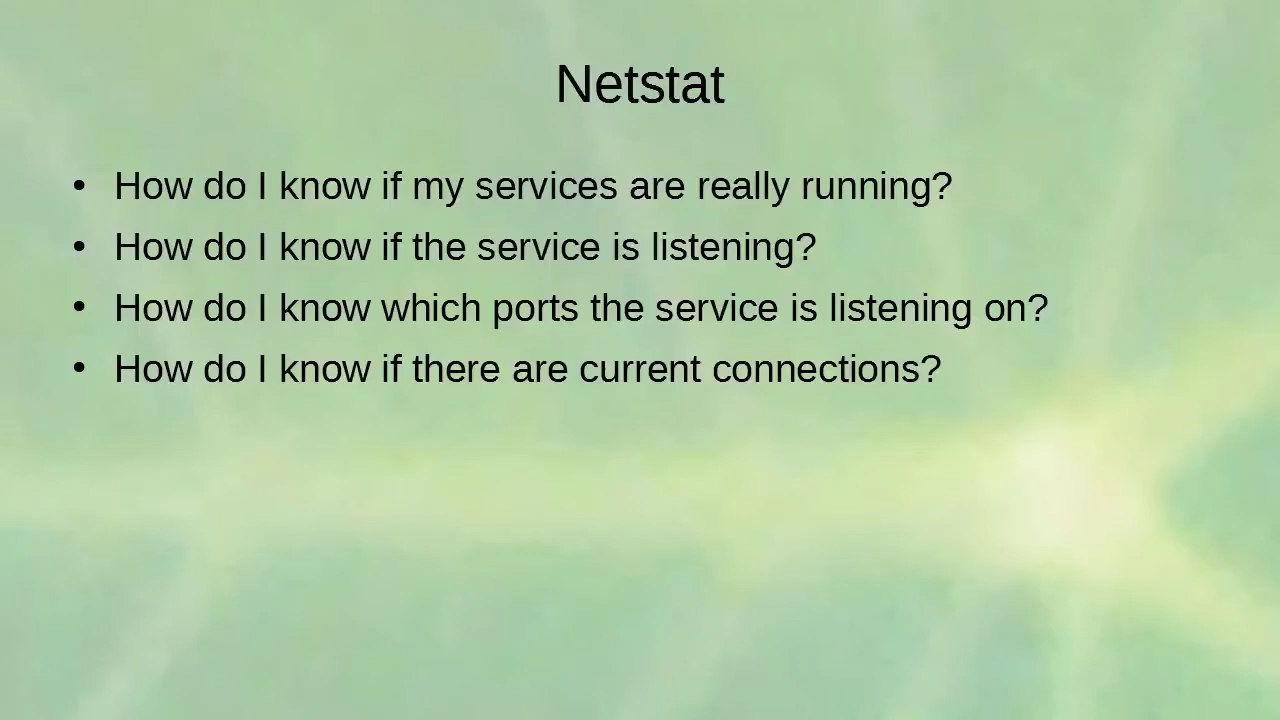 Netstat
• How do I know if my services are really running?
• How do I know if the service is listening?
• How do I know which ports the service is listening on?
• How do I know if there are current connections?